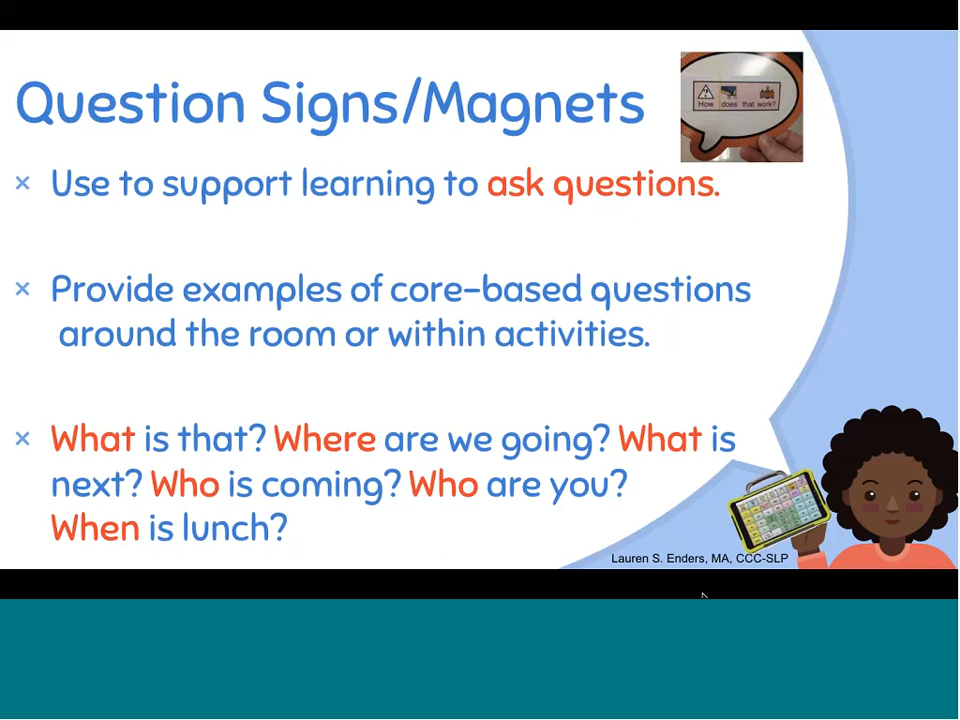 Question Signs/Magnets
How does that work?
× Use to support learning to ask questions.
× Provide examples of core-based questions
around the room or within activities.
× What is that? Where are we going? What is
next? Who is coming? Who are you?
When is lunch?
Lauren S. Enders, MA, CCC-SLP